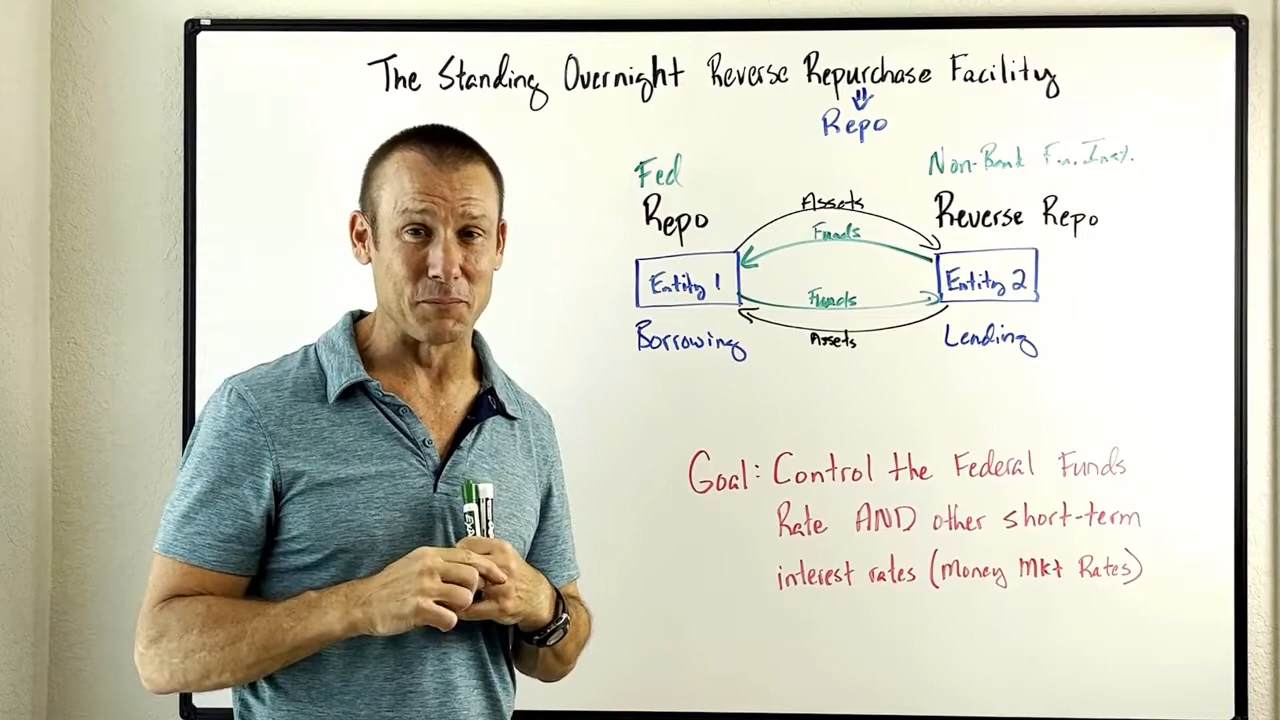 The Standing Overnight Reverse Repurchase Facility
Repo
Fed
Non-Bank Fin. Inst.
Repo
Reverse Repo
Assets
Funds
Entity 1
Entity 2
Funds
Assets
Borrowing
Lending
Goal: Control the Federal Funds
Rate AND other short-term
interest rates (Money Mkt Rates)